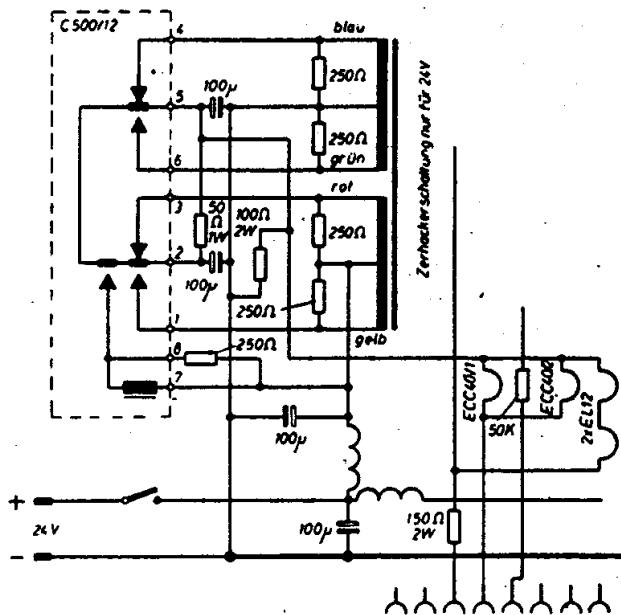 C 500/12
4
blau
100µ
250Ω
5
250Ω
6
grün
3
rot
50
Ω
1W
100Ω
2W
250Ω
2
100µ
250Ω
1
gelb
8
250Ω
7
Zerhackerschaltung nur für 24V
ECC40/1
50K
ECC40/2
2xEL12
100µ
+
24V
100µ
150Ω
2W
-